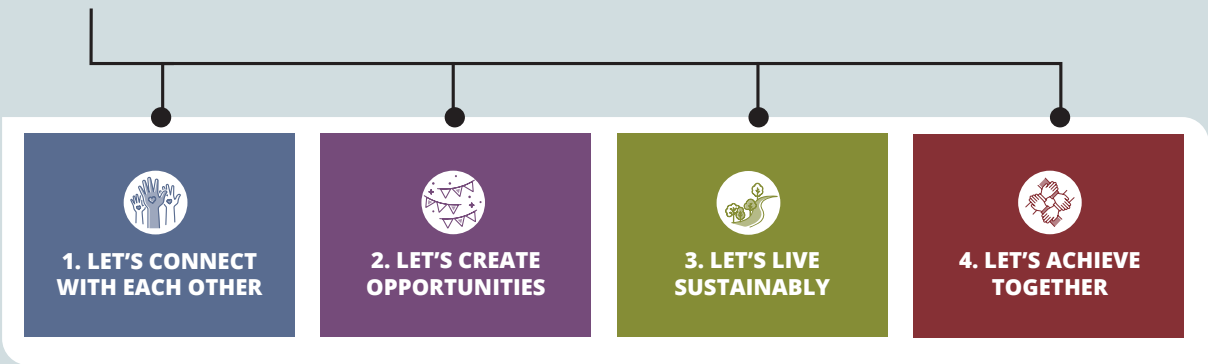 1. LET’S CONNECT
WITH EACH OTHER
2. LET’S CREATE
OPPORTUNITIES
3. LET’S LIVE
SUSTAINABLY
4. LET’S ACHIEVE
TOGETHER